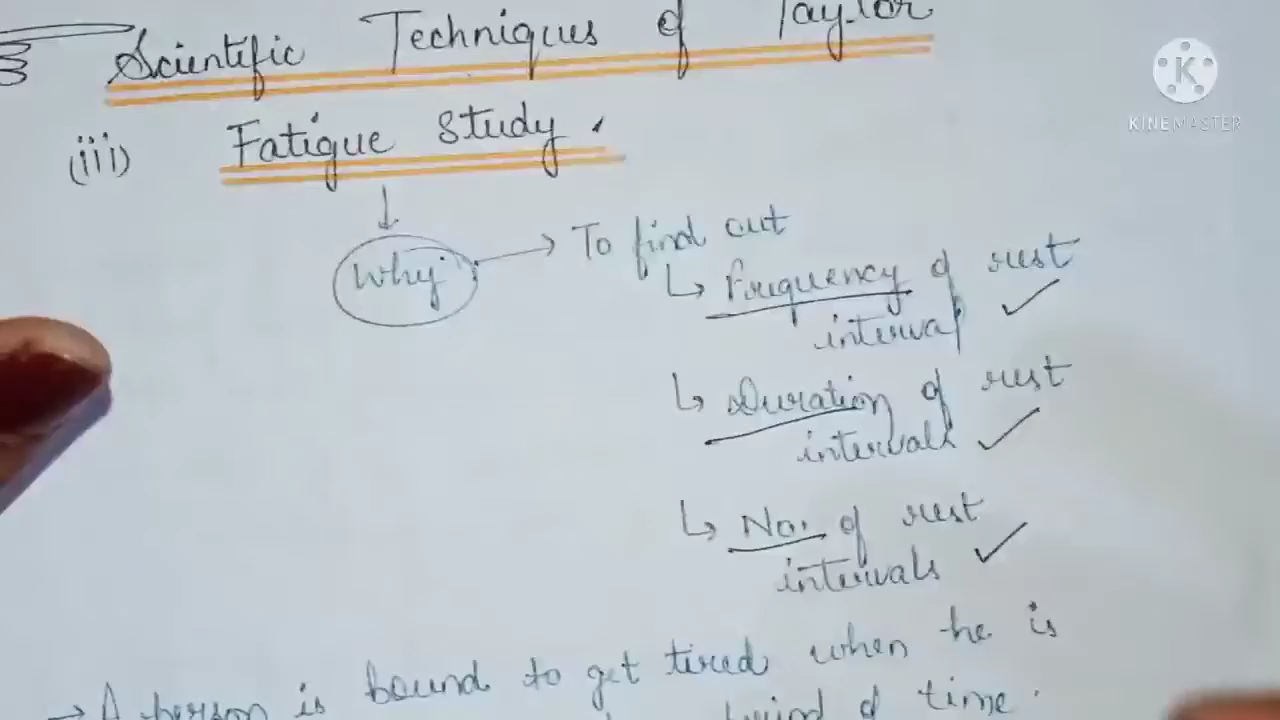 Scientific Techniques of Taylor
(iii) Fatigue Study.
Why
To find out
Frequency of rest
interval
Duration of rest
intervals
No. of rest
intervals
A person is bound to get tired when he is
of time.
KINEMASTER